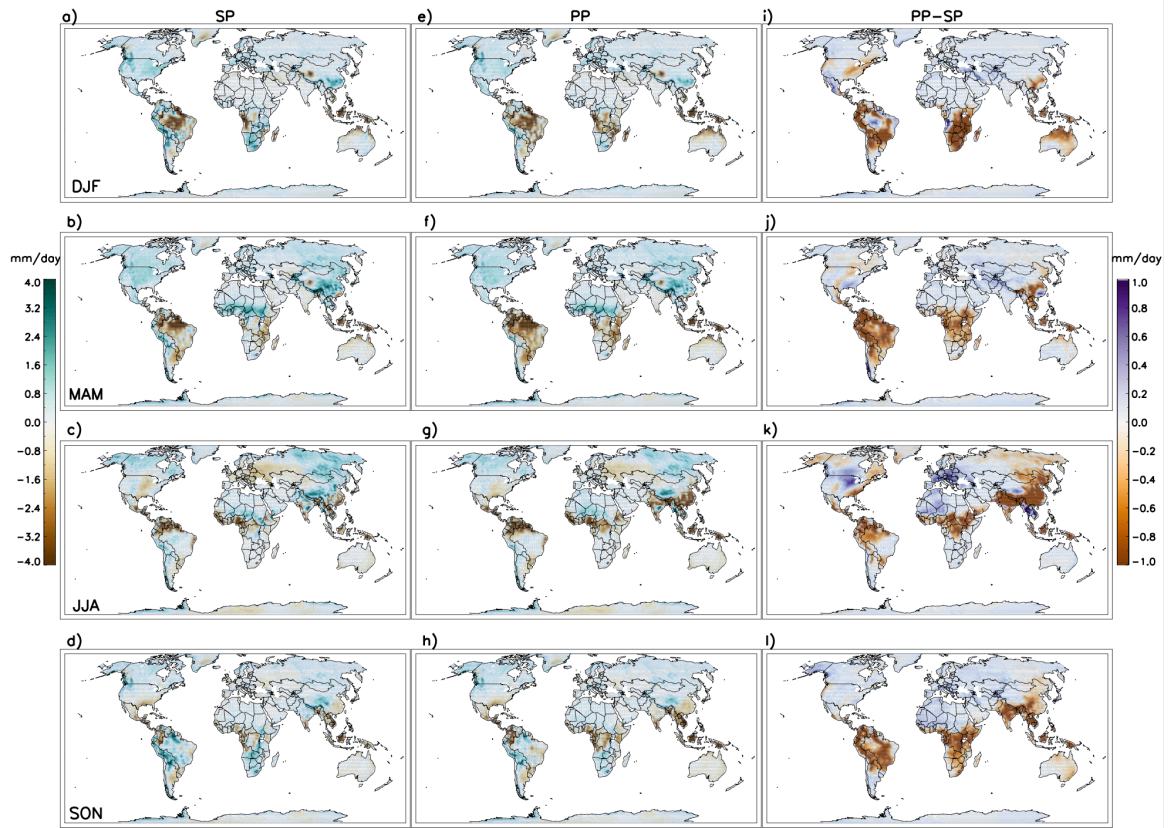 a) SP e) PP i) PP−SP
DJF
b) f) j)
mm/day mm/day
4.0 1.0
3.2 0.8
2.4 0.6
1.6 0.4
0.8 0.2
0.0 0.0
−0.8 −0.2
−1.6 −0.4
−2.4 −0.6
−3.2 −0.8
−4.0 −1.0
MAM
c) g) k)
JJA
d) h) l)
SON